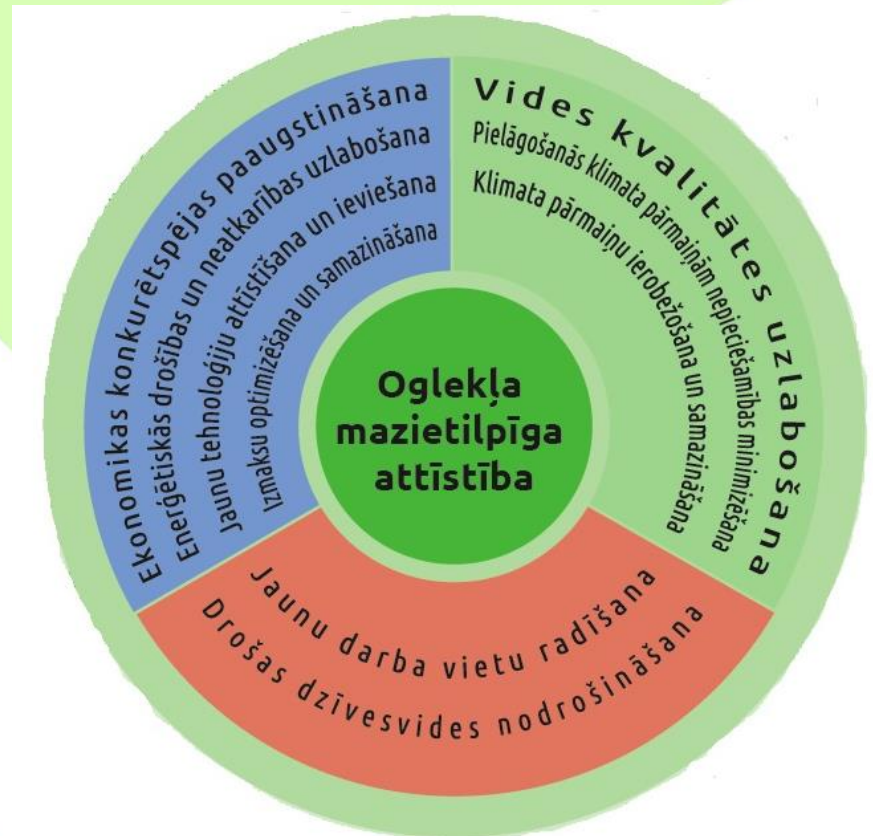 Ekonomikas konkurētspējas paaugstināšana
Enerģētiskās drošības un neatkarības uzlabošana
Jaunu tehnoloģiju attīstīšana un ieviešana
Izmaksu optimizēšana un samazināšana
Vides kvalitātes uzlabošana
Pielāgošanās klimata pārmaiņām nepieciešamības minimizēšana
Klimata pārmaiņu ierobežošana un samazināšana
Oglekļa
mazietilpīga
attīstība
Jaunu darba vietu radīšana
Drošas dzīvesvides nodrošināšana